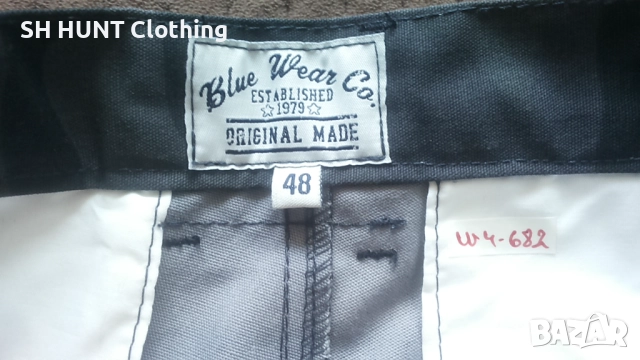 SH HUNT Clothing
Blue Wear Co.
ESTABLISHED
1979
ORIGINAL MADE
48
W4-682
BAZAR